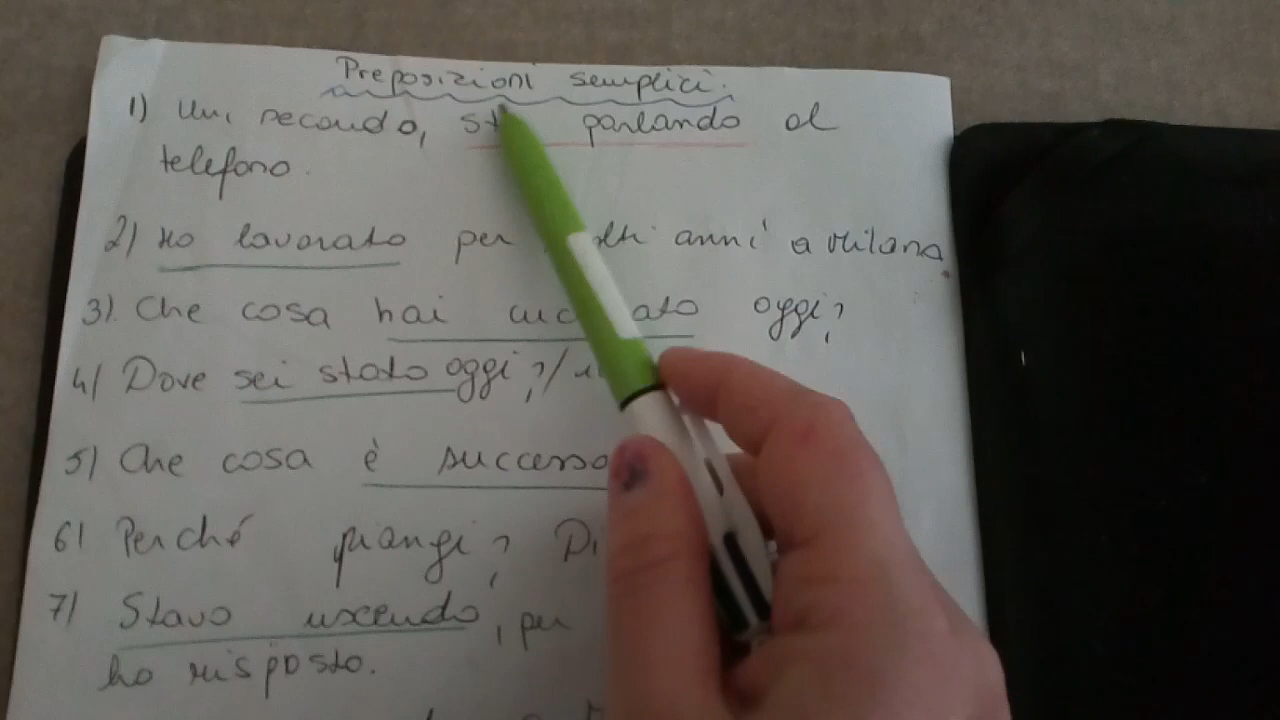 Preposizioni semplici.
1) Un secondo, sto parlando al
telefono.
2) Ho lavorato per anni a Milano.
3). Che cosa hai oggi?
4) Dove sei stato oggi?/
5) Che cosa è successo
6) Perché piangi?
7) Stavo uscendo, per
ho risposto.